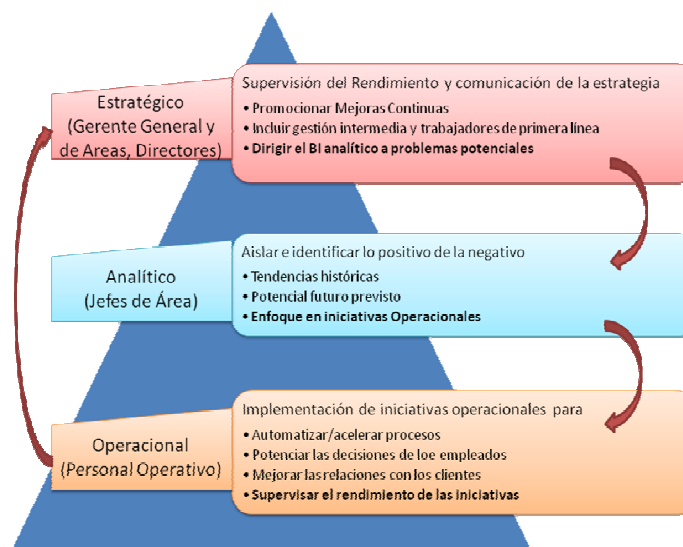 Estratégico
(Gerente General y
de Areas, Directores)
Supervisión del Rendimiento y comunicación de la estrategia
• Promocionar Mejoras Continuas
• Incluir gestión intermedia y trabajadores de primera línea
• Dirigir el BI analítico a problemas potenciales
Analítico
(Jefes de Área)
Aislar e identificar lo positivo de la negativo
• Tendencias históricas
• Potencial futuro previsto
• Enfoque en iniciativas Operacionales
Operacional
(Personal Operativo)
Implementación de iniciativas operacionales para
• Automatizar/acelerar procesos
• Potenciar las decisiones de loe empleados
• Mejorar las relaciones con los clientes
• Supervisar el rendimiento de las iniciativas